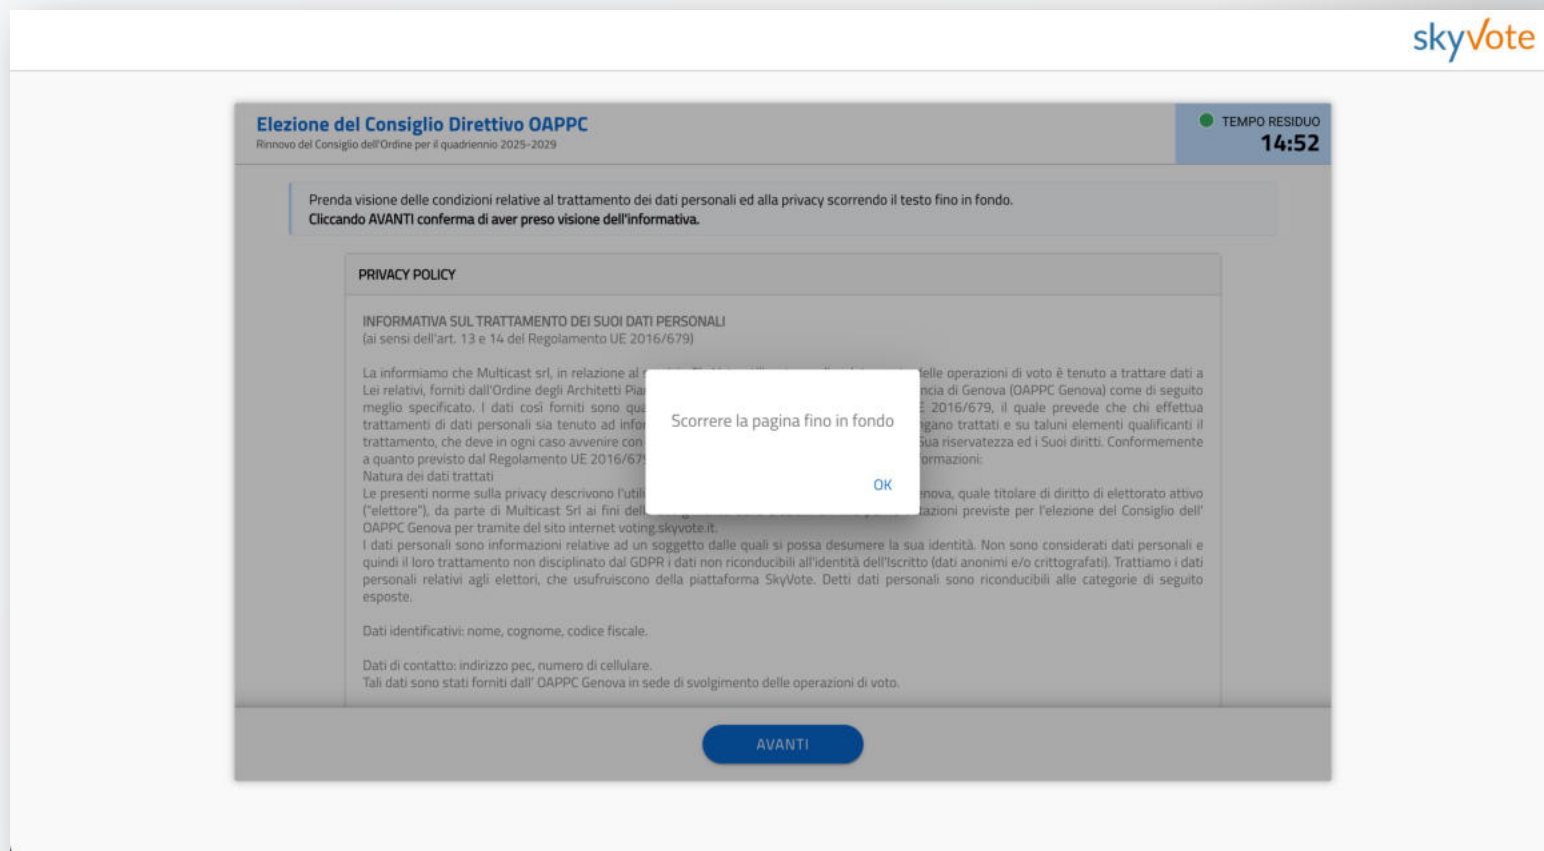 skyvote
Elezione del Consiglio Direttivo OAPPC
Rinnovo del Consiglio dell'Ordine per il quadriennio 2025-2029
TEMPO RESIDUO
14:52
Prenda visione delle condizioni relative al trattamento dei dati personali ed alla privacy scorrendo il testo fino in fondo.
Cliccando AVANTI conferma di aver preso visione dell'informativa.
PRIVACY POLICY
INFORMATIVA SUL TRATTAMENTO DEI SUOI DATI PERSONALI
(ai sensi dell'art. 13 e 14 del Regolamento UE 2016/679)
La informiamo che Multicast srl, in relazione al delle operazioni di voto è tenuto a trattare dati a
Lei relativi, forniti dall'Ordine degli Architetti di Genova (OAPPC Genova) come di seguito
meglio specificato. I dati così forniti sono 2016/679, il quale prevede che chi effettua
trattamenti di dati personali sia tenuto ad trattati e su taluni elementi qualificanti il
trattamento, che deve in ogni caso avvenire con Sua riservatezza ed i Suoi diritti. Conformemente
a quanto previsto dal Regolamento UE
Natura dei dati trattati
Le presenti norme sulla privacy descrivono quale titolare di diritto di elettorato attivo
("elettore"), da parte di Multicast Srl ai fini previste per l'elezione del Consiglio dell'
OAPPC Genova per tramite del sito internet voting.skyvote.it.
I dati personali sono informazioni relative ad un soggetto dalle quali si possa desumere la sua identità. Non sono considerati dati personali e
quindi il loro trattamento non disciplinato dal GDPR i dati non riconducibili all'identità dell'Iscritto (dati anonimi e/o crittografati). Trattiamo i dati
personali relativi agli elettori, che usufruiscono della piattaforma SkyVote. Detti dati personali sono riconducibili alle categorie di seguito
esposte.
Dati identificativi: nome, cognome, codice fiscale.
Dati di contatto: indirizzo pec, numero di cellulare.
Tali dati sono stati forniti dall' OAPPC Genova in sede di svolgimento delle operazioni di voto.
Scorrere la pagina fino in fondo
OK
AVANTI